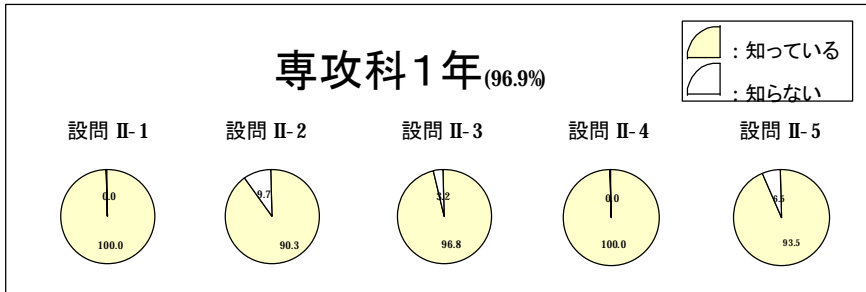 専攻科1年(96.9%)
：知っている
：知らない
設問 II-1
設問 II-2
設問 II-3
設問 II-4
設問 II-5
0.0
100.0
9.7
90.3
3.2
96.8
0.0
100.0
6.5
93.5